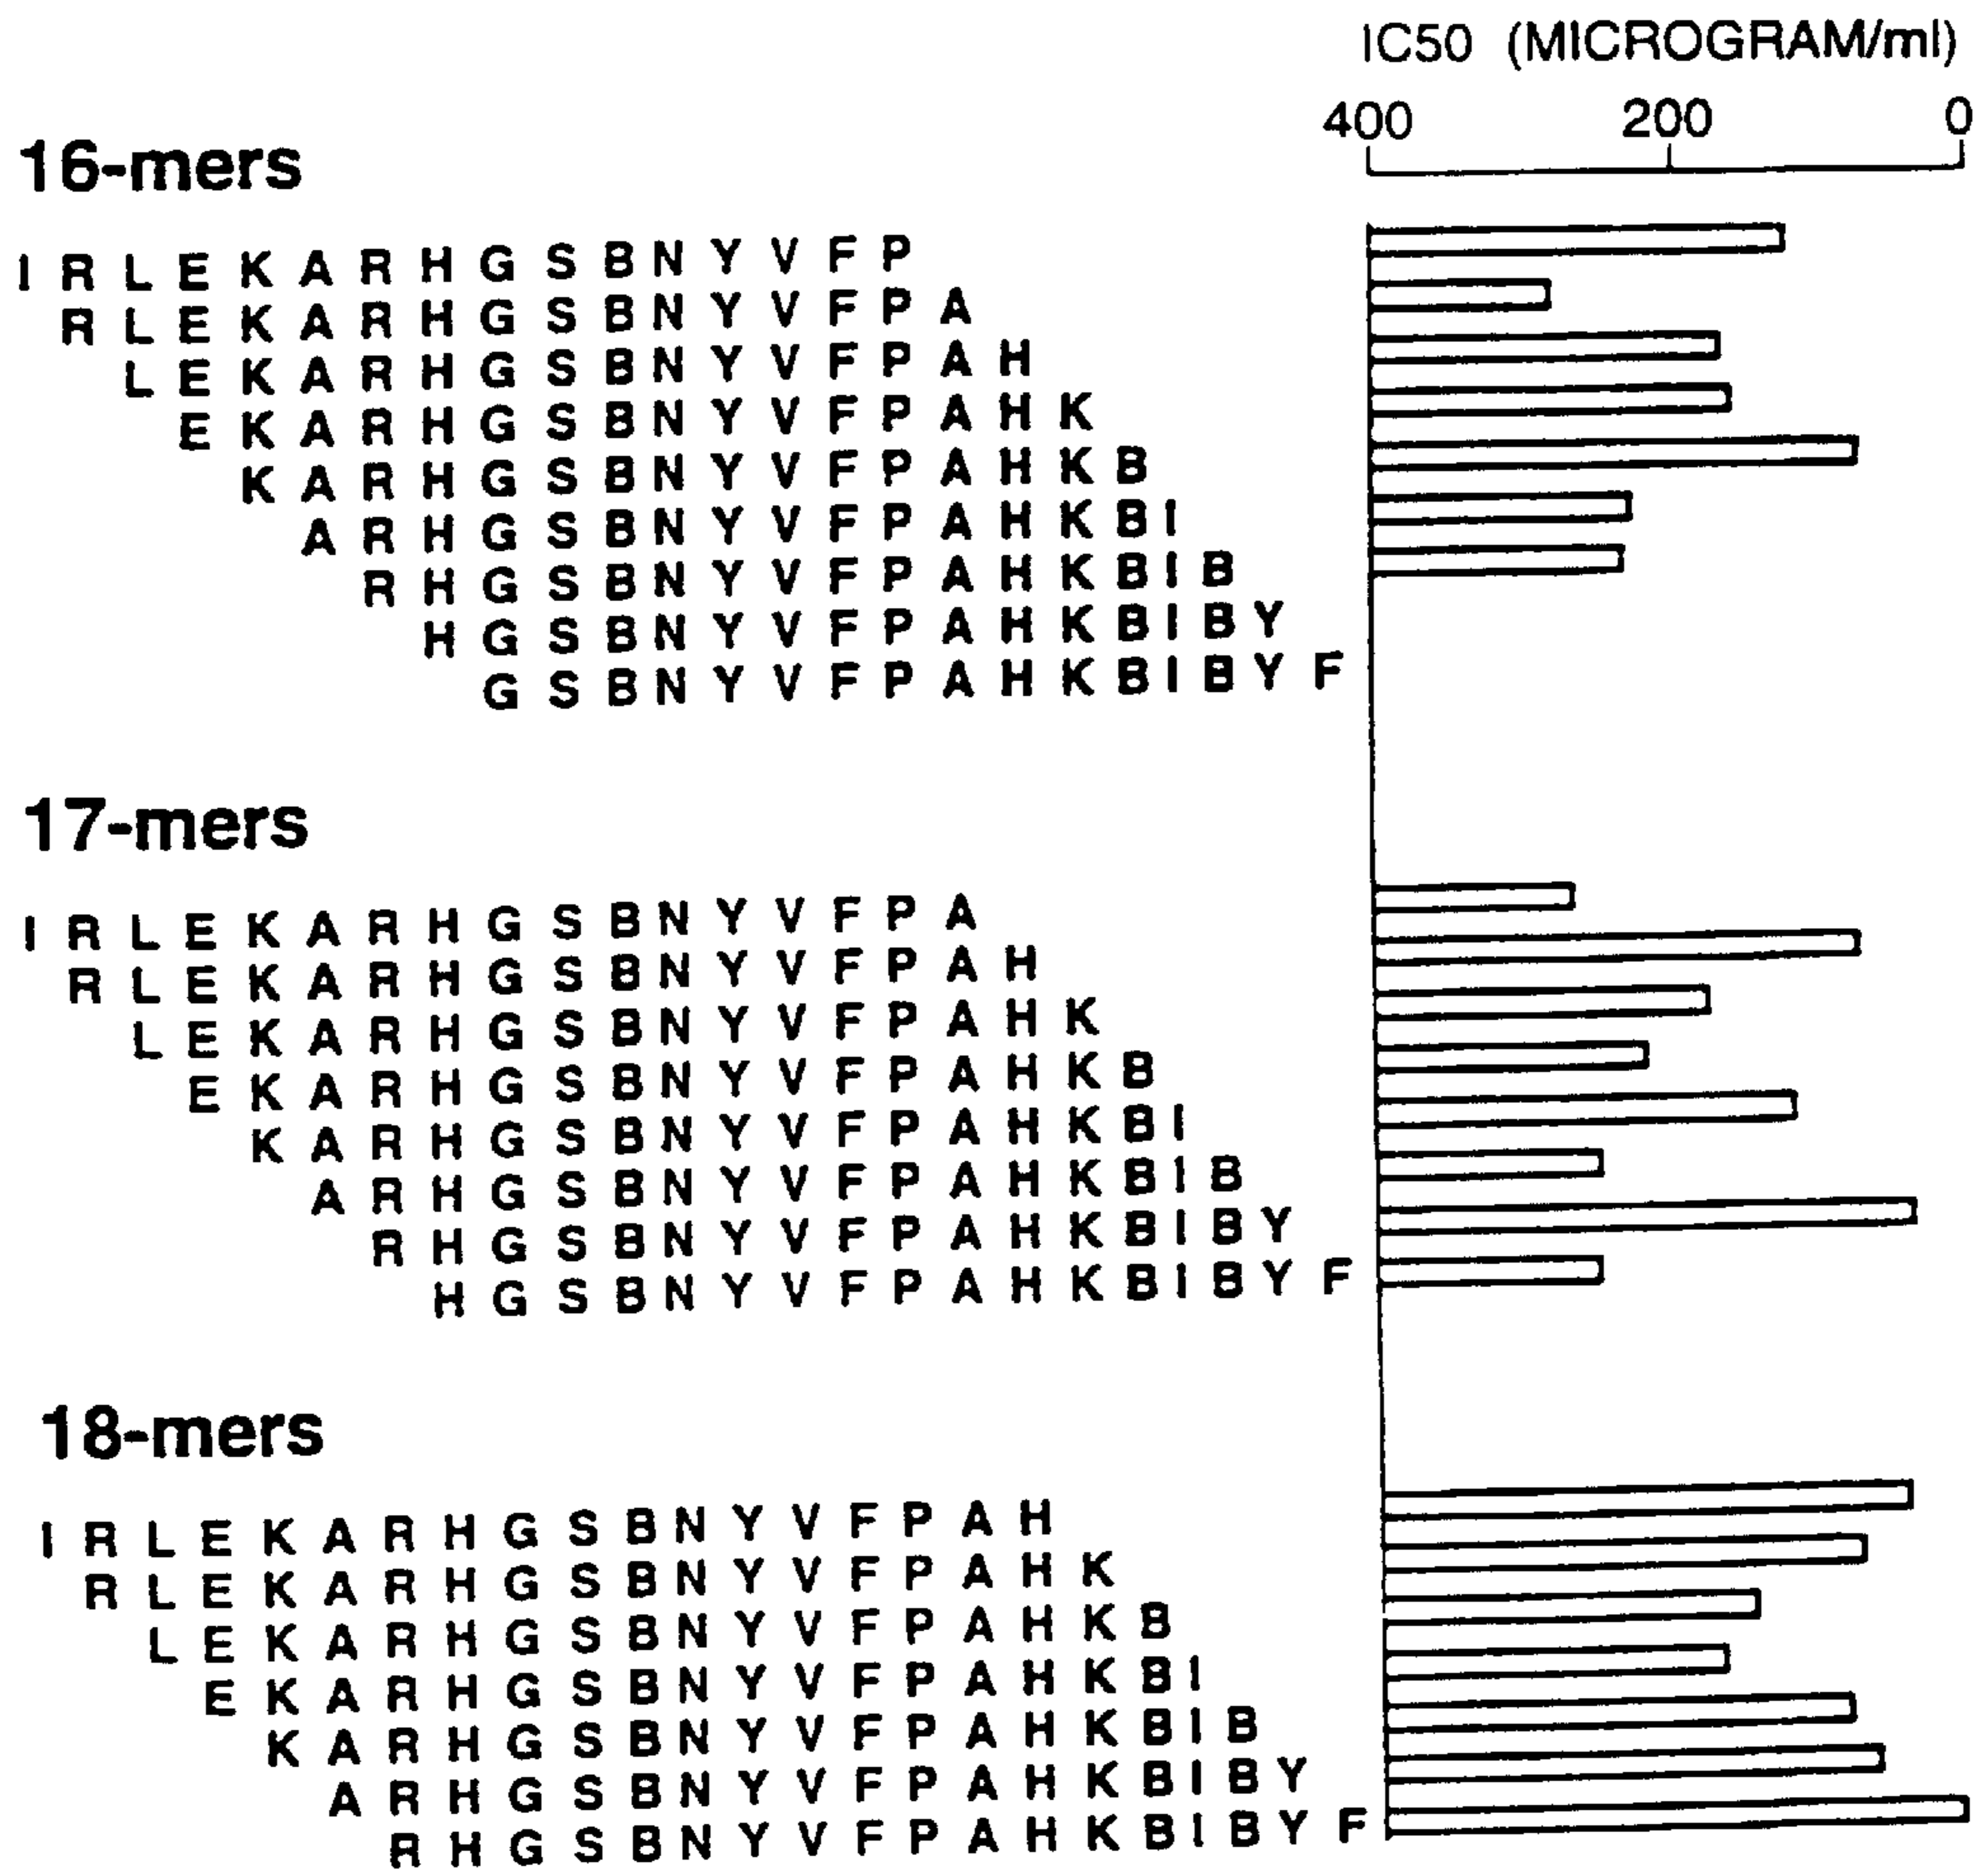 IC50 (MICROGRAM/ml)
400 200 0
16-mers
I R L E K A R H G S B N Y V F P
R L E K A R H G S B N Y V F P A
L E K A R H G S B N Y V F P A H
E K A R H G S B N Y V F P A H K
K A R H G S B N Y V F P A H K B
A R H G S B N Y V F P A H K B I
R H G S B N Y V F P A H K B I B
H G S B N Y V F P A H K B I B Y
G S B N Y V F P A H K B I B Y F
17-mers
I R L E K A R H G S B N Y V F P A
R L E K A R H G S B N Y V F P A H
L E K A R H G S B N Y V F P A H K
E K A R H G S B N Y V F P A H K B
K A R H G S B N Y V F P A H K B I
A R H G S B N Y V F P A H K B I B
R H G S B N Y V F P A H K B I B Y
H G S B N Y V F P A H K B I B Y F
18-mers
I R L E K A R H G S B N Y V F P A H
R L E K A R H G S B N Y V F P A H K
L E K A R H G S B N Y V F P A H K B
E K A R H G S B N Y V F P A H K B I
K A R H G S B N Y V F P A H K B I B
A R H G S B N Y V F P A H K B I B Y
R H G S B N Y V F P A H K B I B Y F